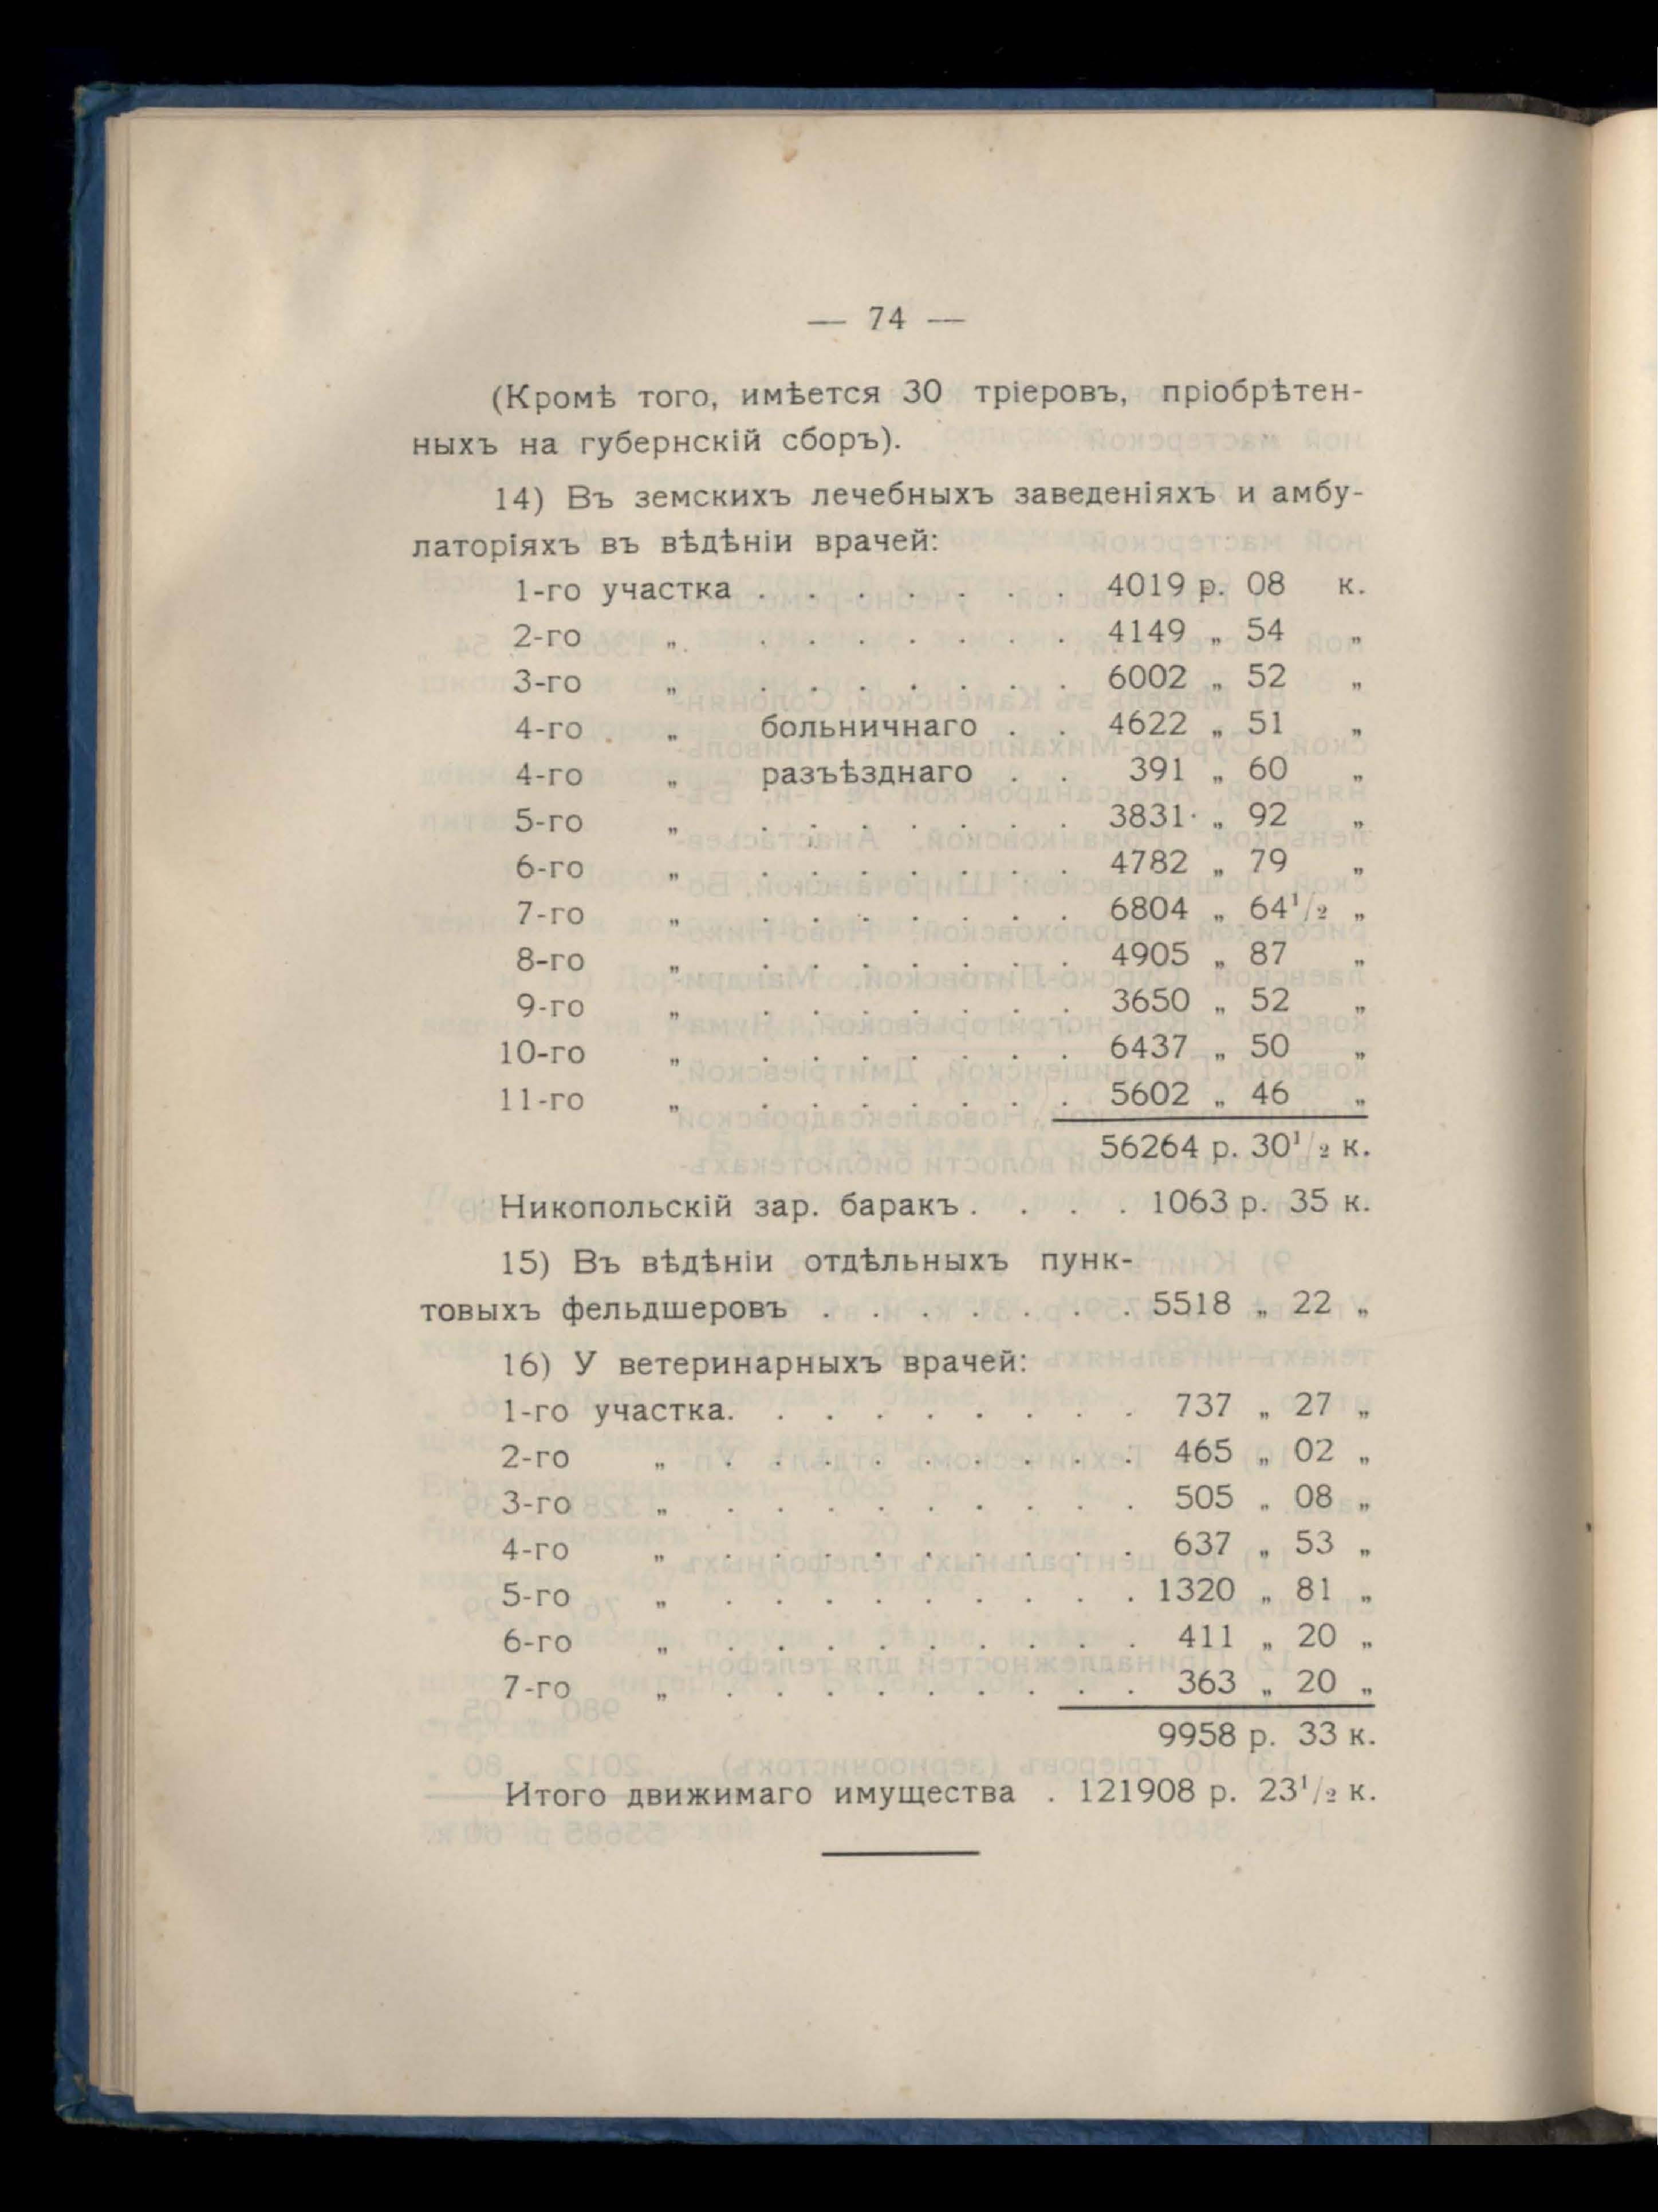 — 74 —
(Кромѣ того, имѣется 30 тріеровъ, пріобрѣтен-
ныхъ на губернскій сборъ).
14) Въ земскихъ лечебныхъ заведеніяхъ и амбу-
латоріяхъ въ вѣдѣніи врачей:
1-го участка . . . . . . . 4019 р. 08 к.
2-го „ . . . . . . . 4149 „ 54 „
3-го „ . . . . . . . 6002 „ 52 „
4-го „ больничнаго . . 4622 „ 51 „
4-го „ разъѣзднаго . . 391 „ 60 „
5-го „ . . . . . . . 3831 „ 92 „
6-го „ . . . . . . . 4782 „ 79 „
7-го „ . . . . . . . 6804 „ 64¹/₂ „
8-го „ . . . . . . . 4905 „ 87 „
9-го „ . . . . . . . 3650 „ 52 „
10-го „ . . . . . . . 6437 „ 50 „
11-го „ . . . . . . . 5602 „ 46 „
56264 р. 30¹/₂ к.
Никопольскій зар. баракъ . . . . 1063 р. 35 к.
15) Въ вѣдѣніи отдѣльныхъ пунк-
товыхъ фельдшеровъ . . . . . . . 5518 „ 22 „
16) У ветеринарныхъ врачей:
1-го участка. . . . . . . . . 737 „ 27 „
2-го „ . . . . . . . . . 465 „ 02 „
3-го „ . . . . . . . . . 505 „ 08 „
4-го „ . . . . . . . . . 637 „ 53 „
5-го „ . . . . . . . . . 1320 „ 81 „
6-го „ . . . . . . . . . 411 „ 20 „
7-го „ . . . . . . . . . 363 „ 20 „
9958 р. 33 к.
Итого движимаго имущества . 121908 р. 23¹/₂ к.